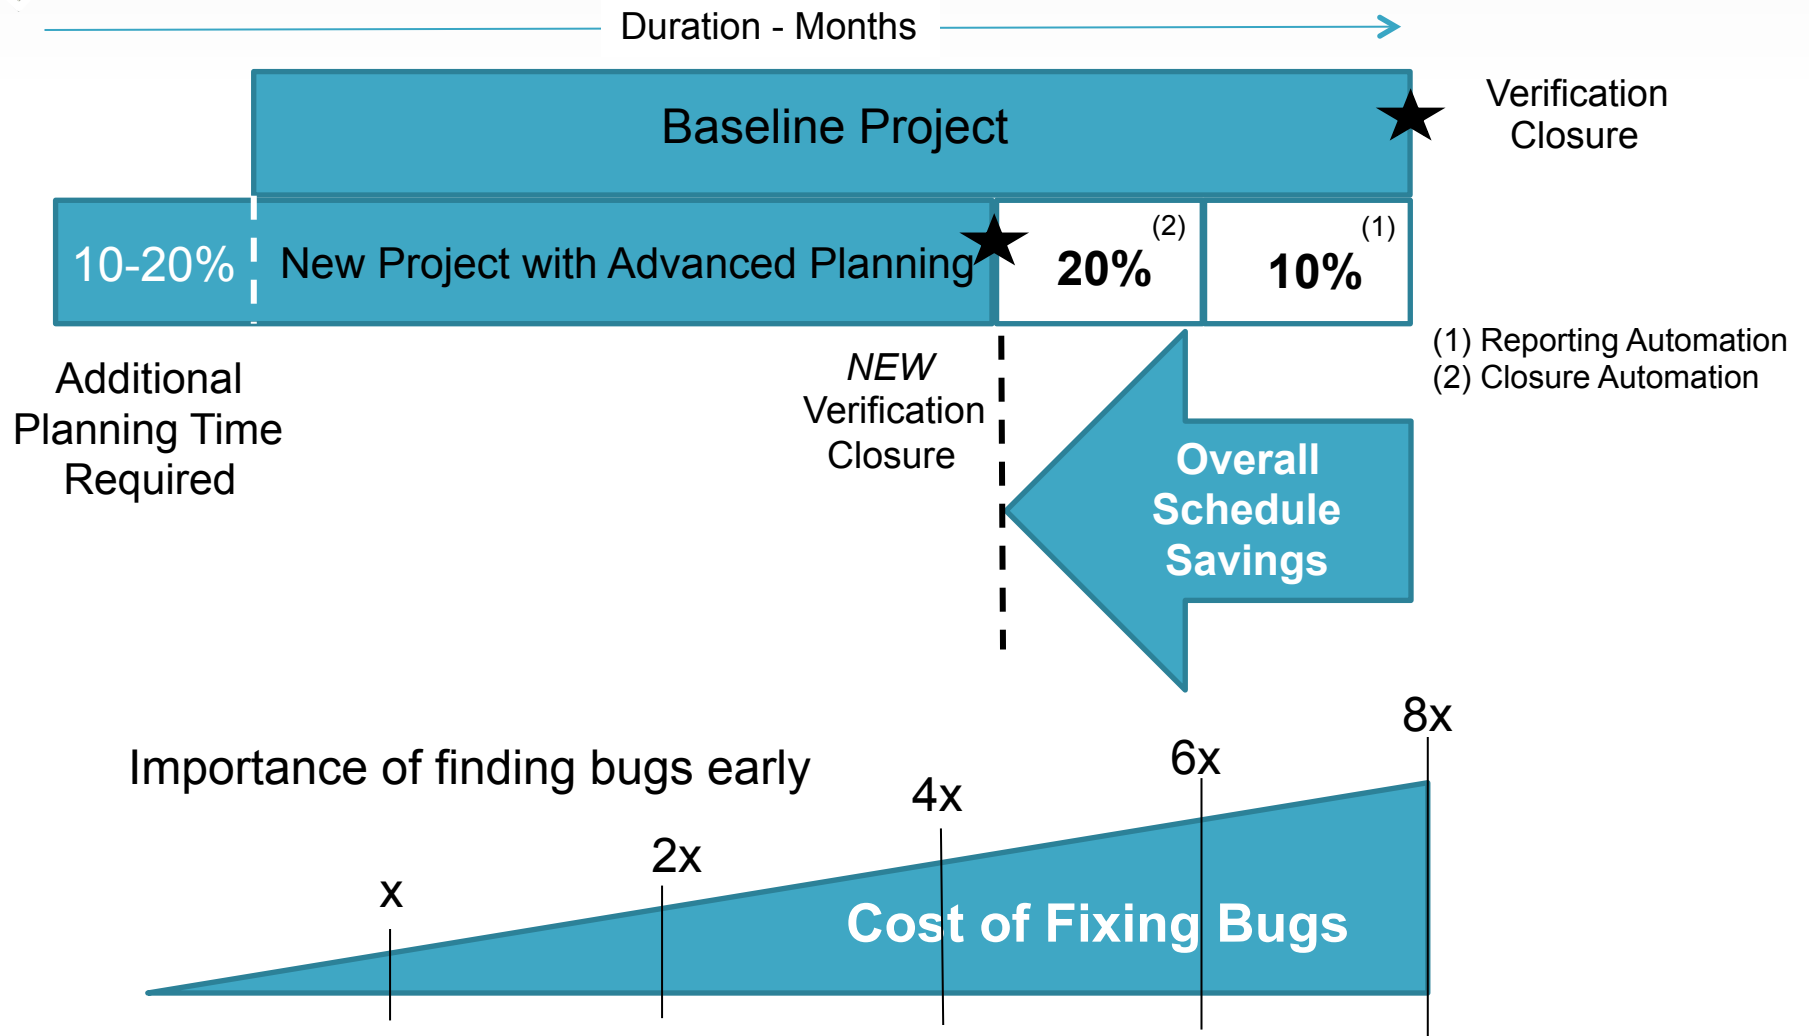 Duration - Months
Baseline Project
Verification
Closure
10-20%
New Project with Advanced Planning
20%
(2)
10%
(1)
Additional
Planning Time
Required
NEW
Verification
Closure
(1) Reporting Automation
(2) Closure Automation
Overall
Schedule
Savings
Importance of finding bugs early
x
2x
4x
6x
8x
Cost of Fixing Bugs